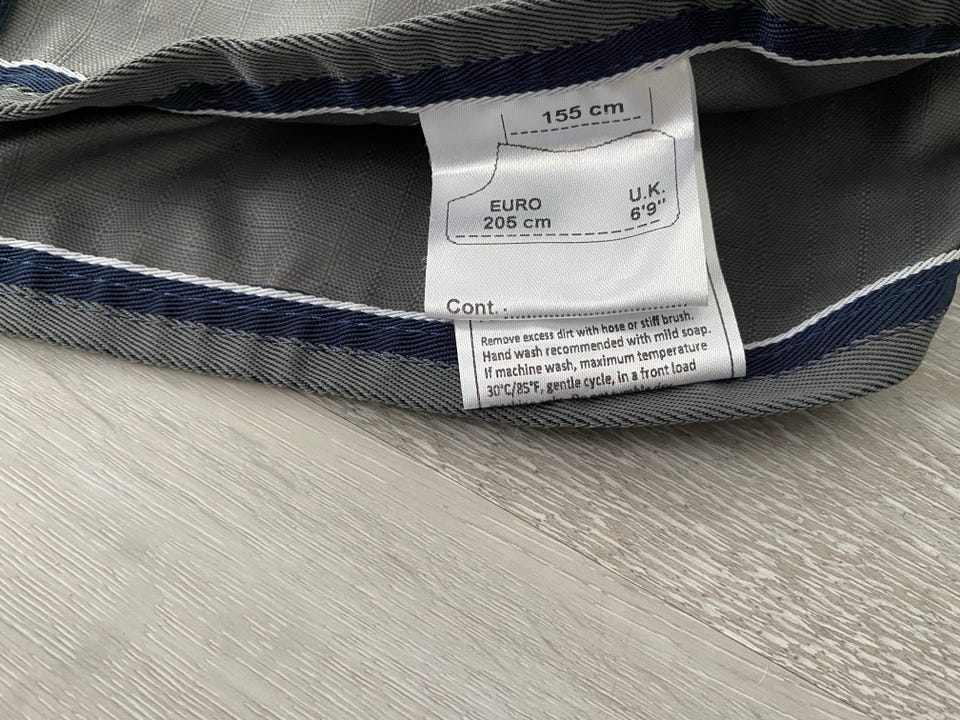 155 cm
EURO
205 cm
U.K.
6'9"
Cont. :
Remove excess dirt with hose or stiff brush.
Hand wash recommended with mild soap.
If machine wash, maximum temperature
30°C/85°F, gentle cycle, in a front load